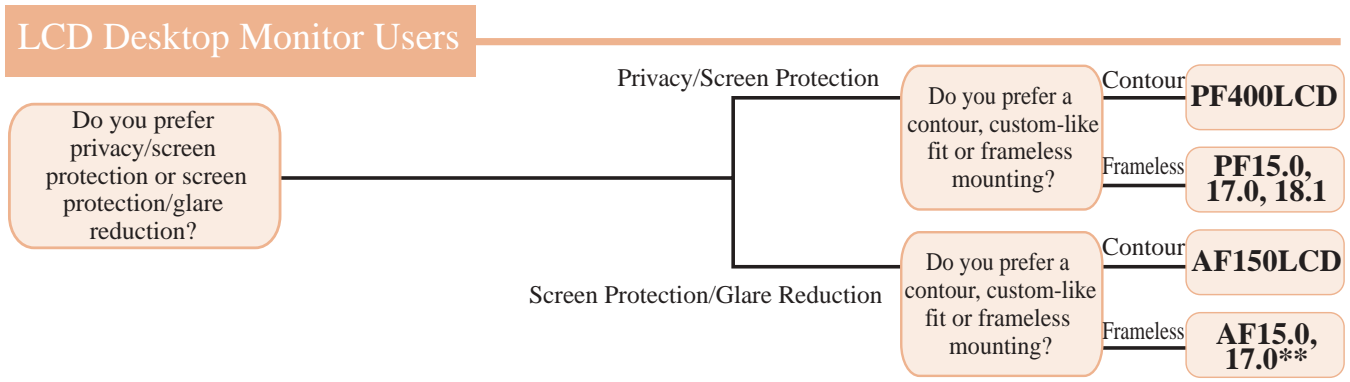 LCD Desktop Monitor Users
Do you prefer
privacy/screen
protection or screen
protection/glare
reduction?
Privacy/Screen Protection
Do you prefer a
contour, custom-like
fit or frameless
mounting?
Contour
PF400LCD
Frameless
PF15.0,
17.0, 18.1
Screen Protection/Glare Reduction
Do you prefer a
contour, custom-like
fit or frameless
mounting?
Contour
AF150LCD
Frameless
AF15.0,
17.0**